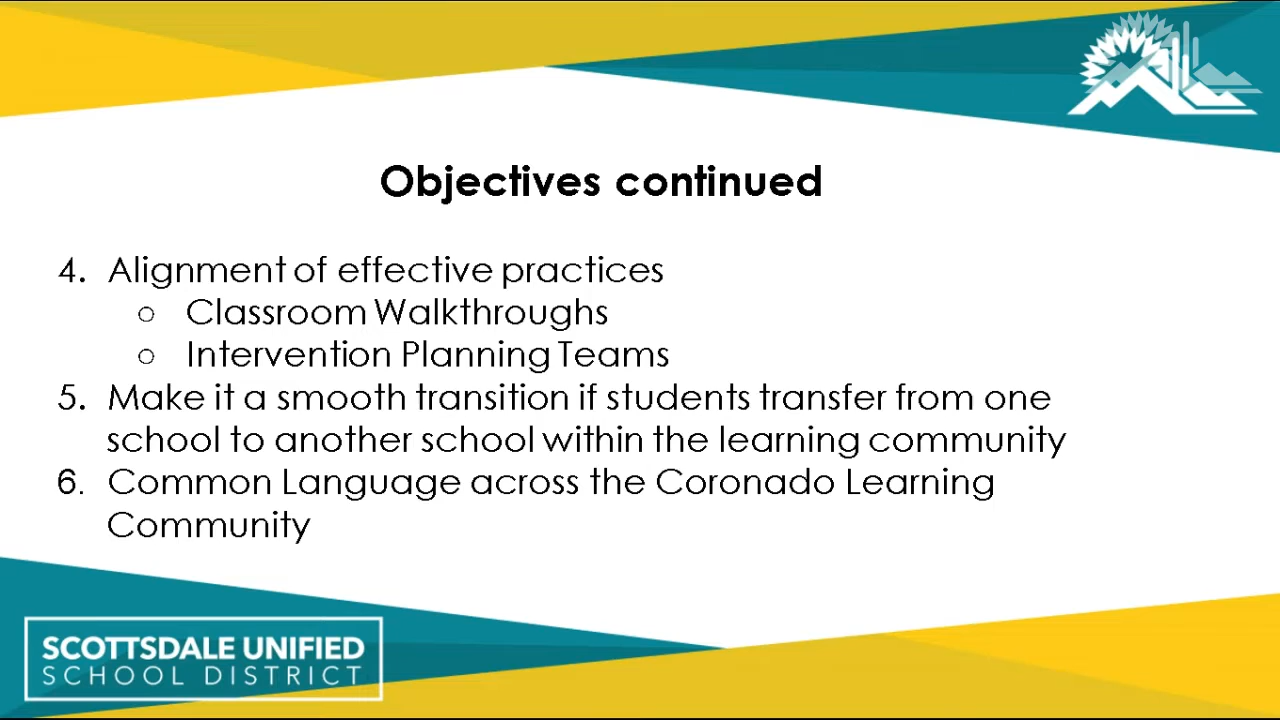 Objectives continued
4. Alignment of effective practices
○ Classroom Walkthroughs
○ Intervention Planning Teams
5. Make it a smooth transition if students transfer from one
school to another school within the learning community
6. Common Language across the Coronado Learning
Community
SCOTTSDALE UNIFIED
SCHOOL DISTRICT